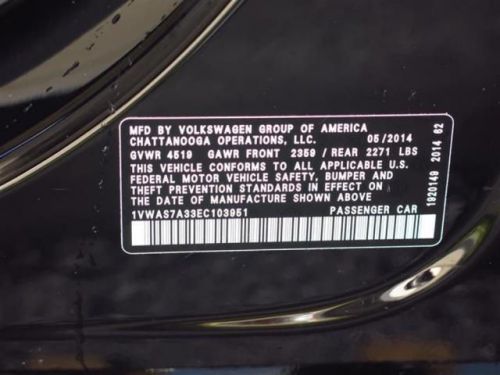 MFD BY VOLKSWAGEN GROUP OF AMERICA
CHATTANOOGA OPERATIONS, LLC. 05/2014
GVWR 4519 GAWR FRONT 2359 / REAR 2271 LBS
THIS VEHICLE CONFORMS TO ALL APPLICABLE U.S.
FEDERAL MOTOR VEHICLE SAFETY, BUMPER AND
THEFT PREVENTION STANDARDS IN EFFECT ON
THE DATE OF MANUFACTURE SHOWN ABOVE
1VWAS7A33EC103951 PASSENGER CAR
1920149 2014 62